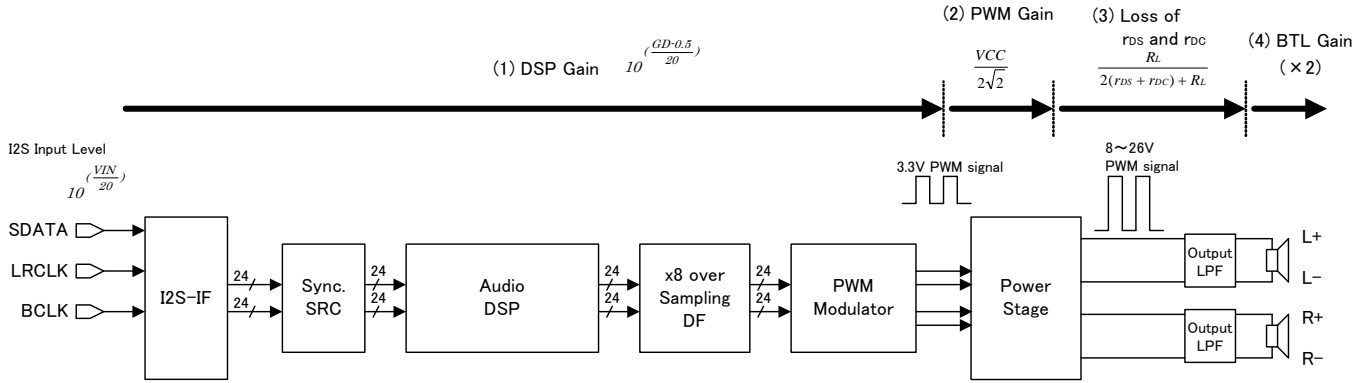 (2) PWM Gain
(3) Loss of
rDS and rDC
(4) BTL Gain
(×2)
(1) DSP Gain 10^(GD-0.5/20)
VCC
2√2
RL
2(rDS + rDC) + RL
I2S Input Level
10^(VIN/20)
3.3V PWM signal
8～26V
PWM signal
SDATA
LRCLK
BCLK
I2S-IF
24
24
Sync.
SRC
24
24
Audio
DSP
24
24
x8 over
Sampling
DF
24
24
PWM
Modulator
Power
Stage
Output
LPF
L+
L-
Output
LPF
R+
R-